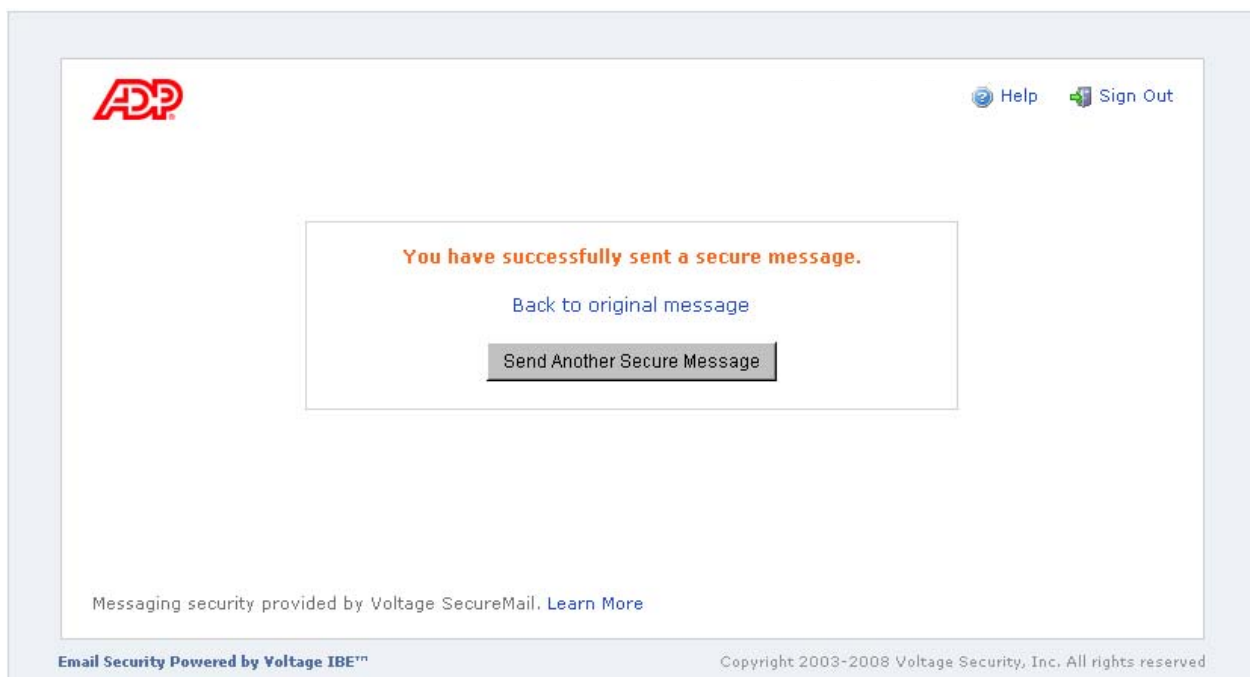 ADP
Help Sign Out
You have successfully sent a secure message.
Back to original message
Send Another Secure Message
Messaging security provided by Voltage SecureMail. Learn More
Email Security Powered by Voltage IBE™ Copyright 2003-2008 Voltage Security, Inc. All rights reserved